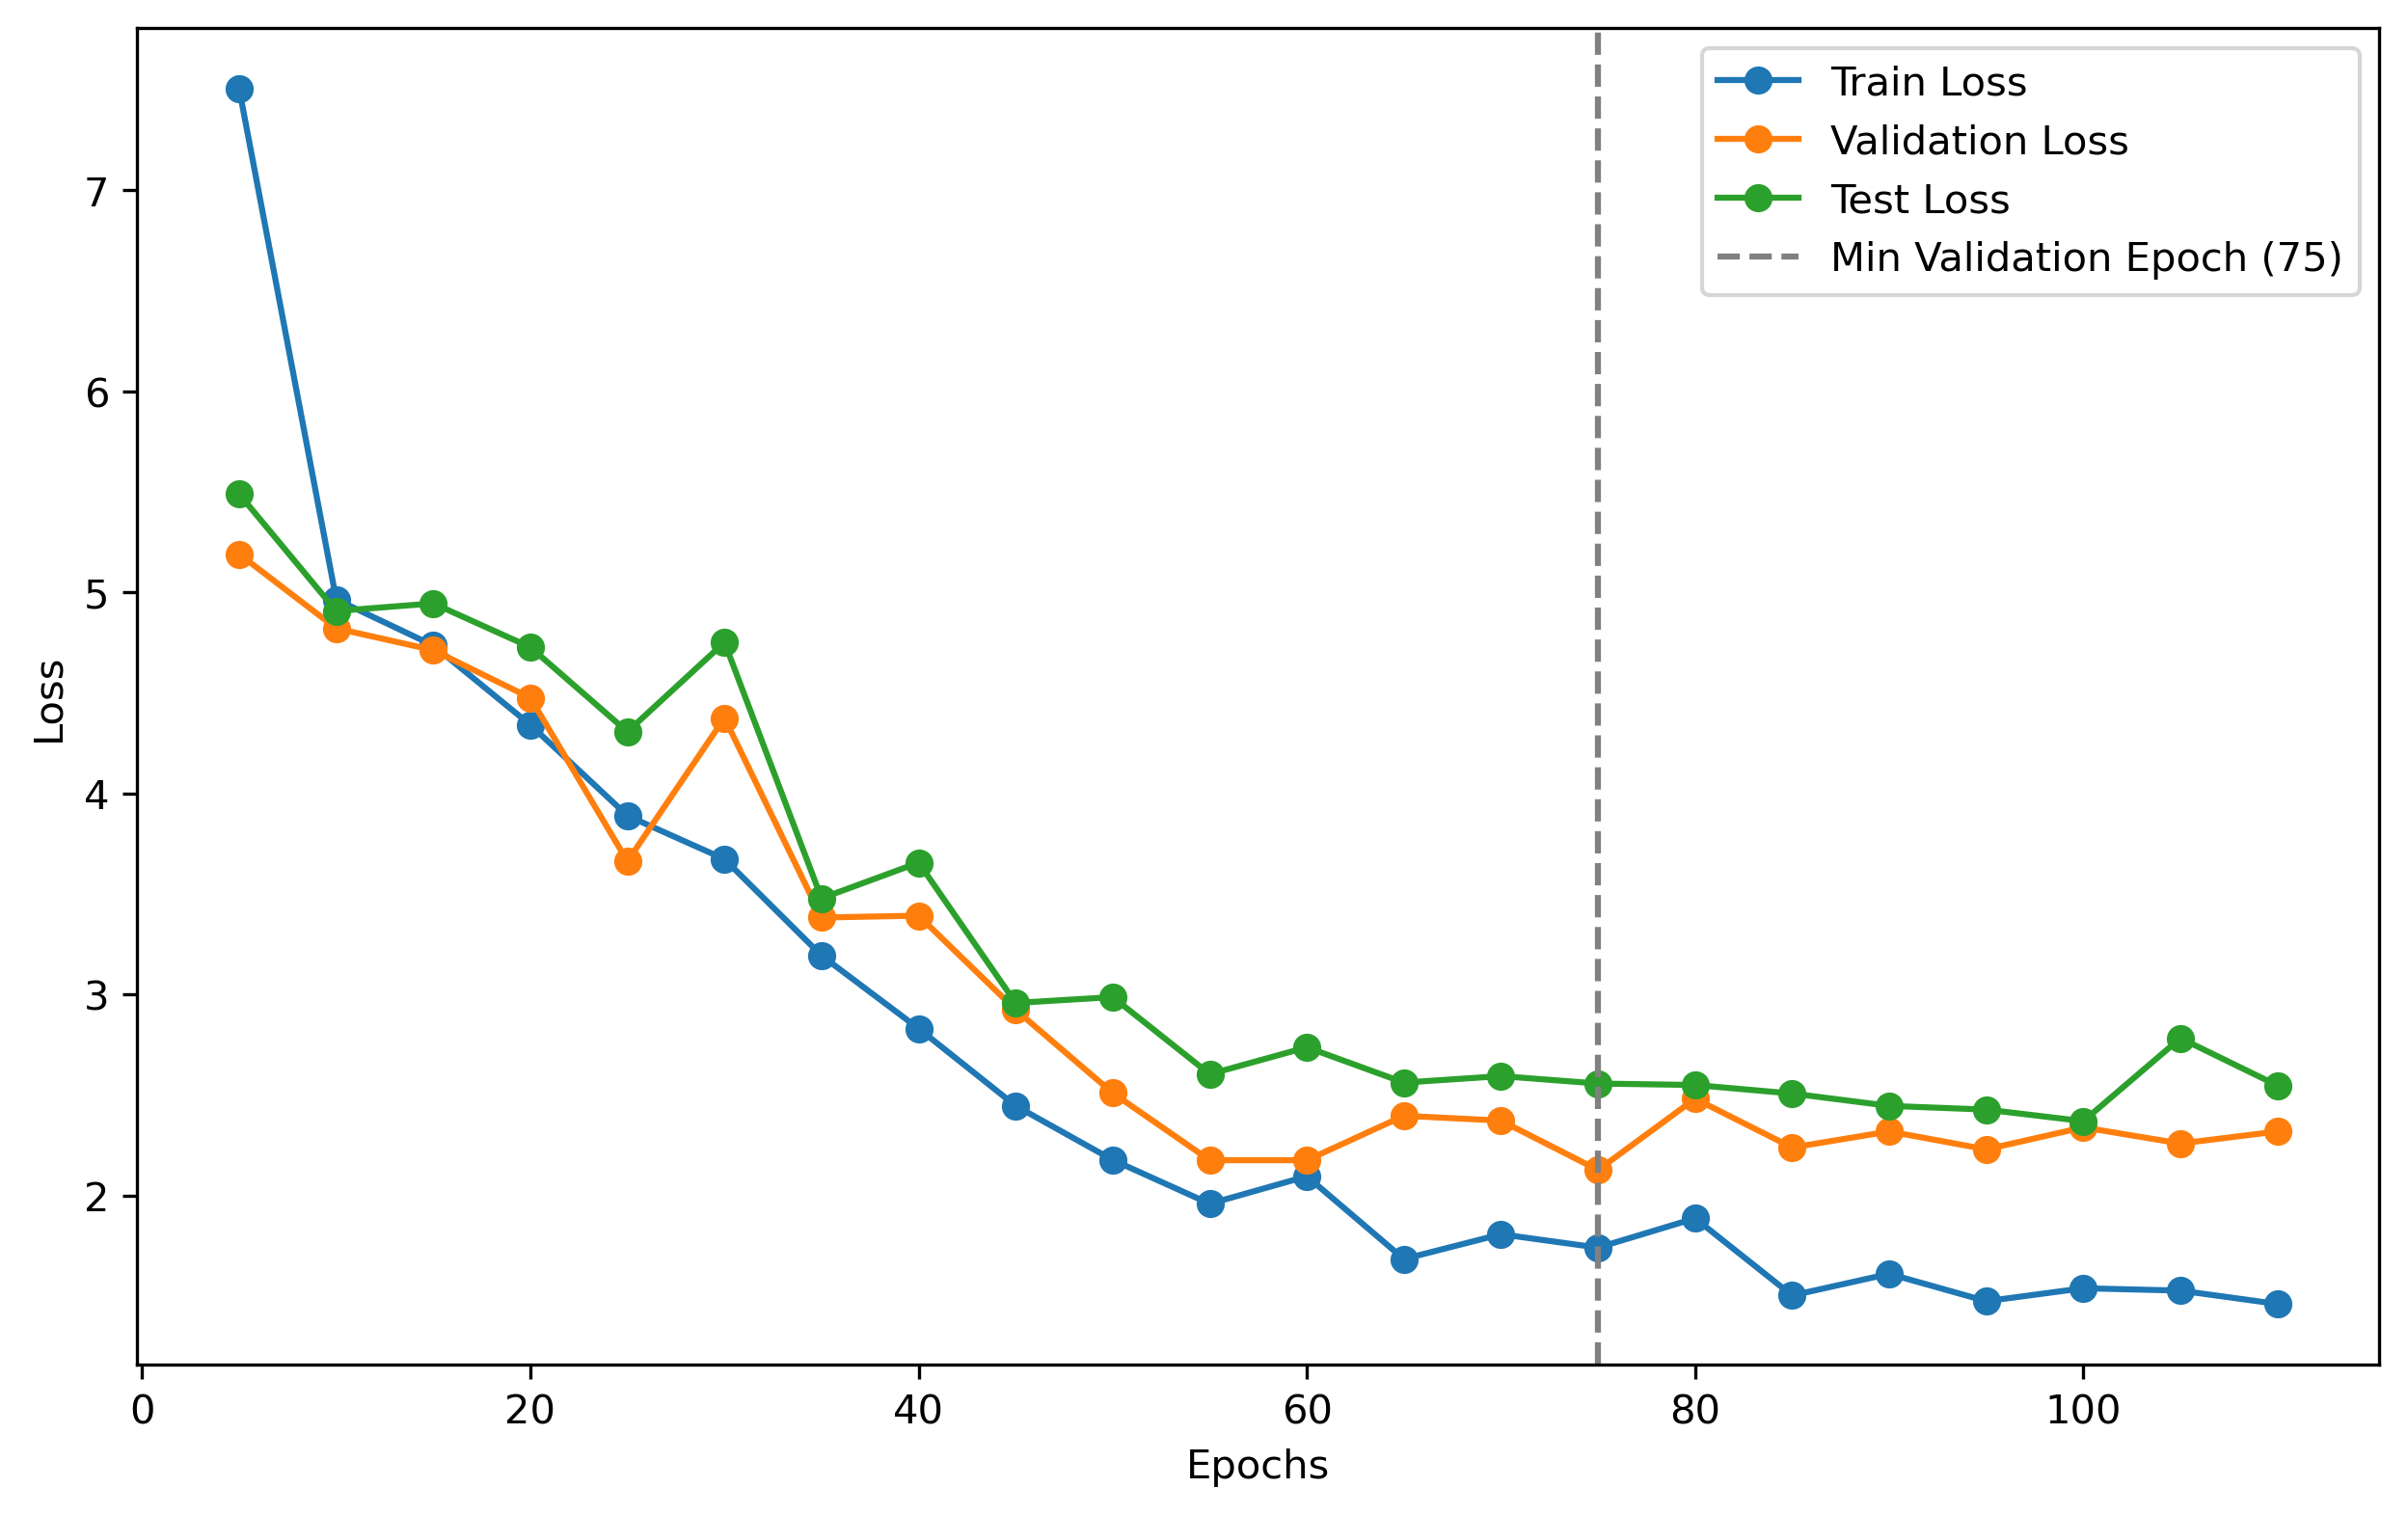 Train Loss
Validation Loss
Test Loss
Min Validation Epoch (75)
7
6
5
4
3
2
Loss
0 20 40 60 80 100
Epochs